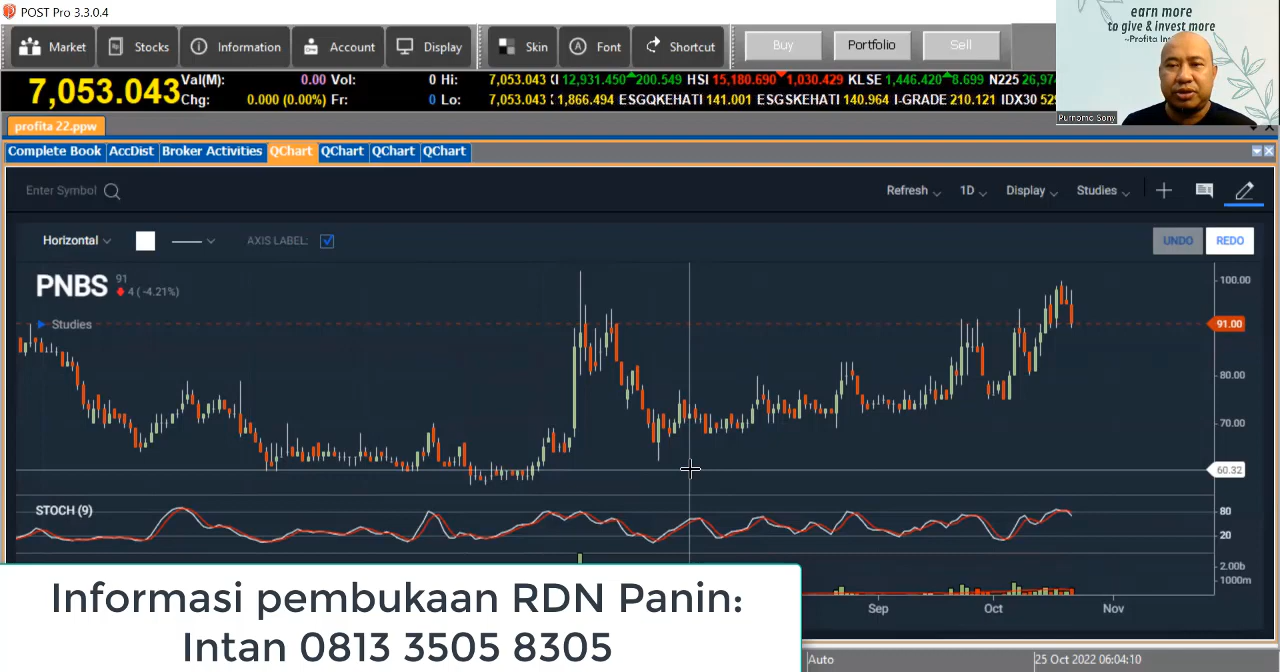 POST Pro 3.3.0.4
Market Stocks Information Account Display Skin Font Shortcut Buy Portfolio Sell
earn more
to give & invest more
Purnomo Sony
7,053.043 Val(M): 0.00 Vol: 0 Hi: 7,053.043 12,931.450 200.549 HSI 15,180.690 1,030.429 KLSE 1,446.420 8.699 N225
Chg: 0.000 (0.00%) Fr: 0 Lo: 7,053.043 1,866.494 ESGQKEHATI 141.001 ESGSKEHATI 140.964 I-GRADE 210.121 IDX30
profita 22.ppw
Complete Book AccDist Broker Activities QChart QChart QChart QChart
Enter Symbol Refresh 1D Display Studies
Horizontal AXIS LABEL: UNDO REDO
PNBS 91
4 ( -4.21%)
Studies
100.00
91.00
80.00
70.00
60.32
STOCH (9)
80
20
2.00b
1000m
Sep Oct Nov
Informasi pembukaan RDN Panin:
Intan 0813 3505 8305
Auto 25 Oct 2022 06:04:10